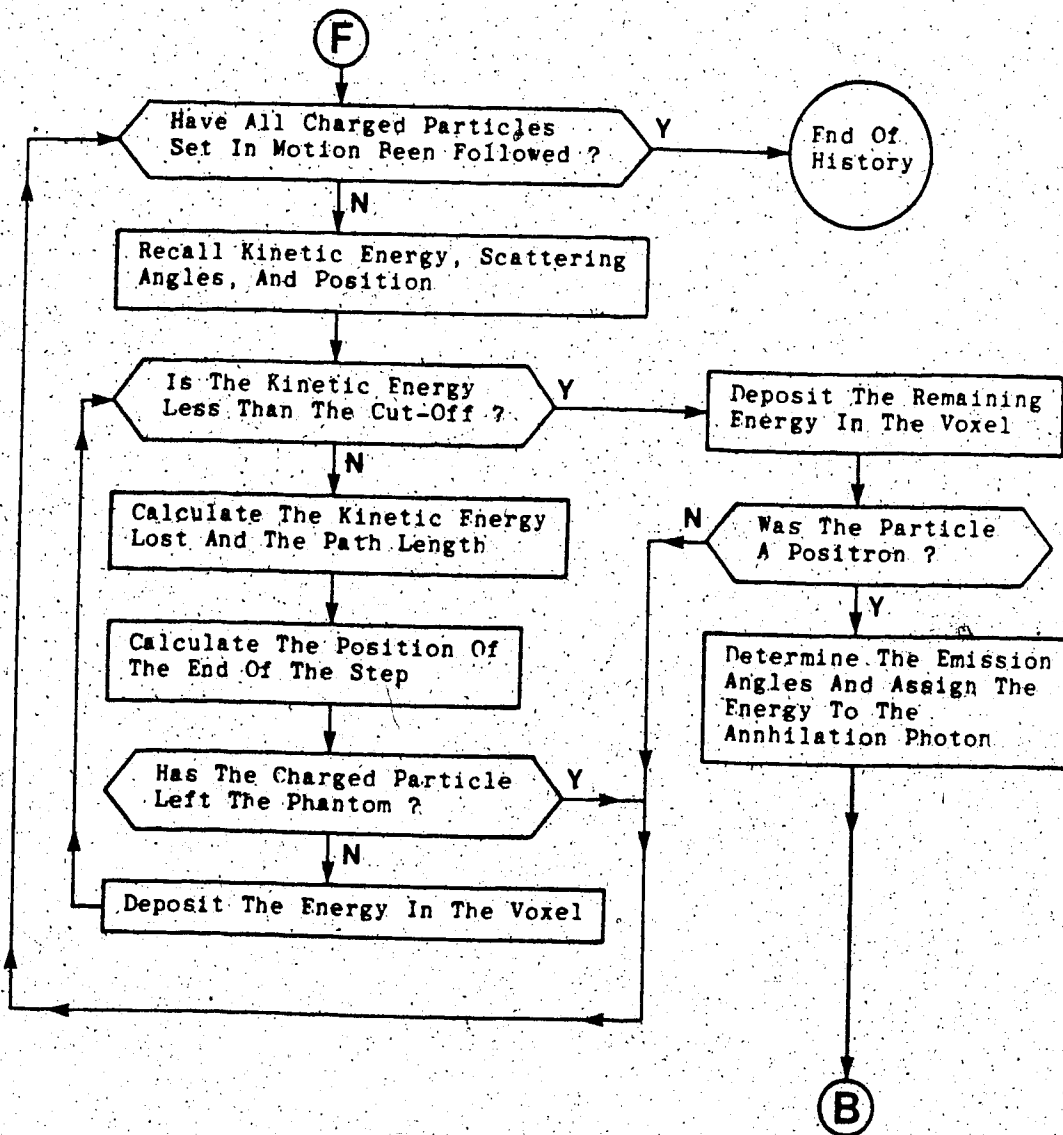 F
Have All Charged Particles
Set In Motion Been Followed ?
Y
End Of
History
N
Recall Kinetic Energy, Scattering
Angles, And Position
Is The Kinetic Energy
Less Than The Cut-Off ?
Y
Deposit The Remaining
Energy In The Voxel
N
Calculate The Kinetic Energy
Lost And The Path Length
N
Was The Particle
A Positron ?
Y
Calculate The Position Of
The End Of The Step
Determine The Emission
Angles And Assign The
Energy To The
Annhilation Photon
Has The Charged Particle
Left The Phantom ?
Y
N
Deposit The Energy In The Voxel
B